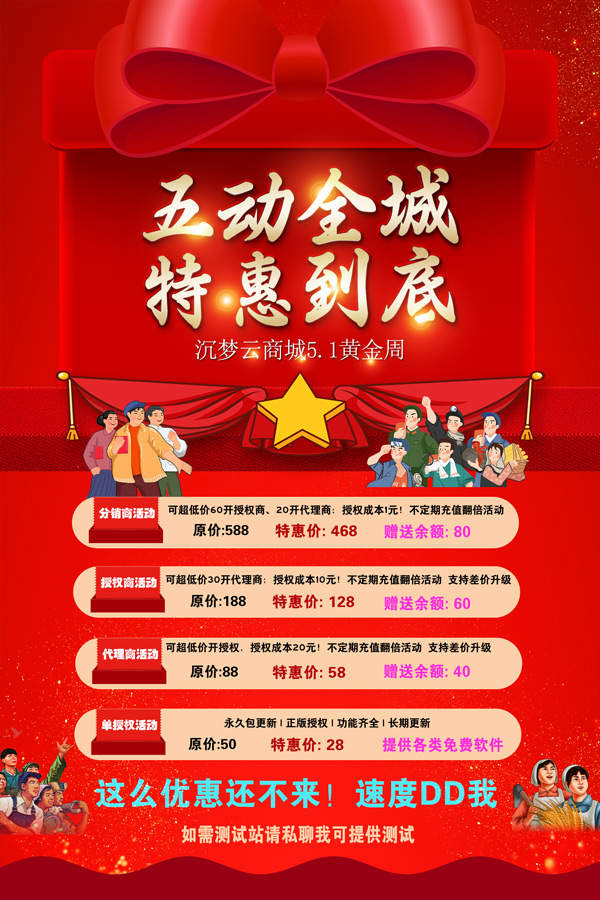 五动全城
特惠到底
沉梦云商城5.1黄金周
分销商活动
可超低价60开授权商、20开代理商：授权成本1元！不定期充值翻倍活动
原价:588 特惠价: 468 赠送余额: 80
授权商活动
可超低价30开代理商：授权成本10元！不定期充值翻倍活动 支持差价升级
原价:188 特惠价: 128 赠送余额: 60
代理商活动
可超低价开授权，授权成本20元！不定期充值翻倍活动 支持差价升级
原价:88 特惠价: 58 赠送余额: 40
单授权活动
永久包更新 | 正版授权 | 功能齐全 | 长期更新
原价:50 特惠价: 28 提供各类免费软件
这么优惠还不来！速度DD我
如需测试站请私聊我可提供测试